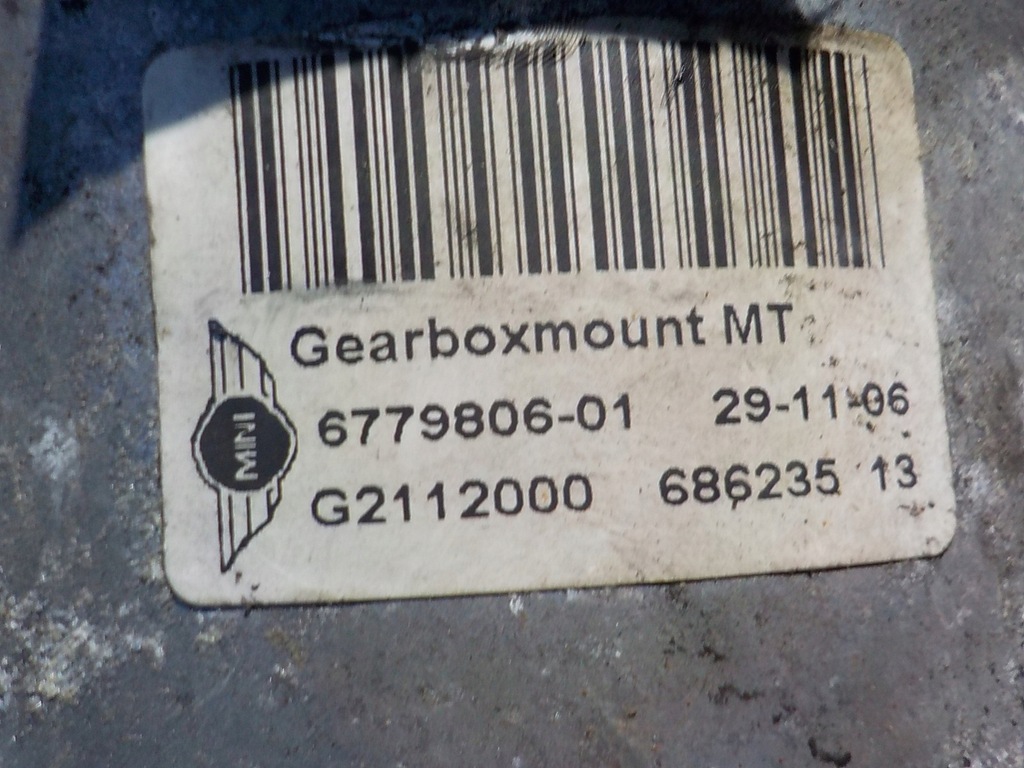 Gearboxmount MT
6779806-01 29-11-06
G2112000 686235 13
MINI